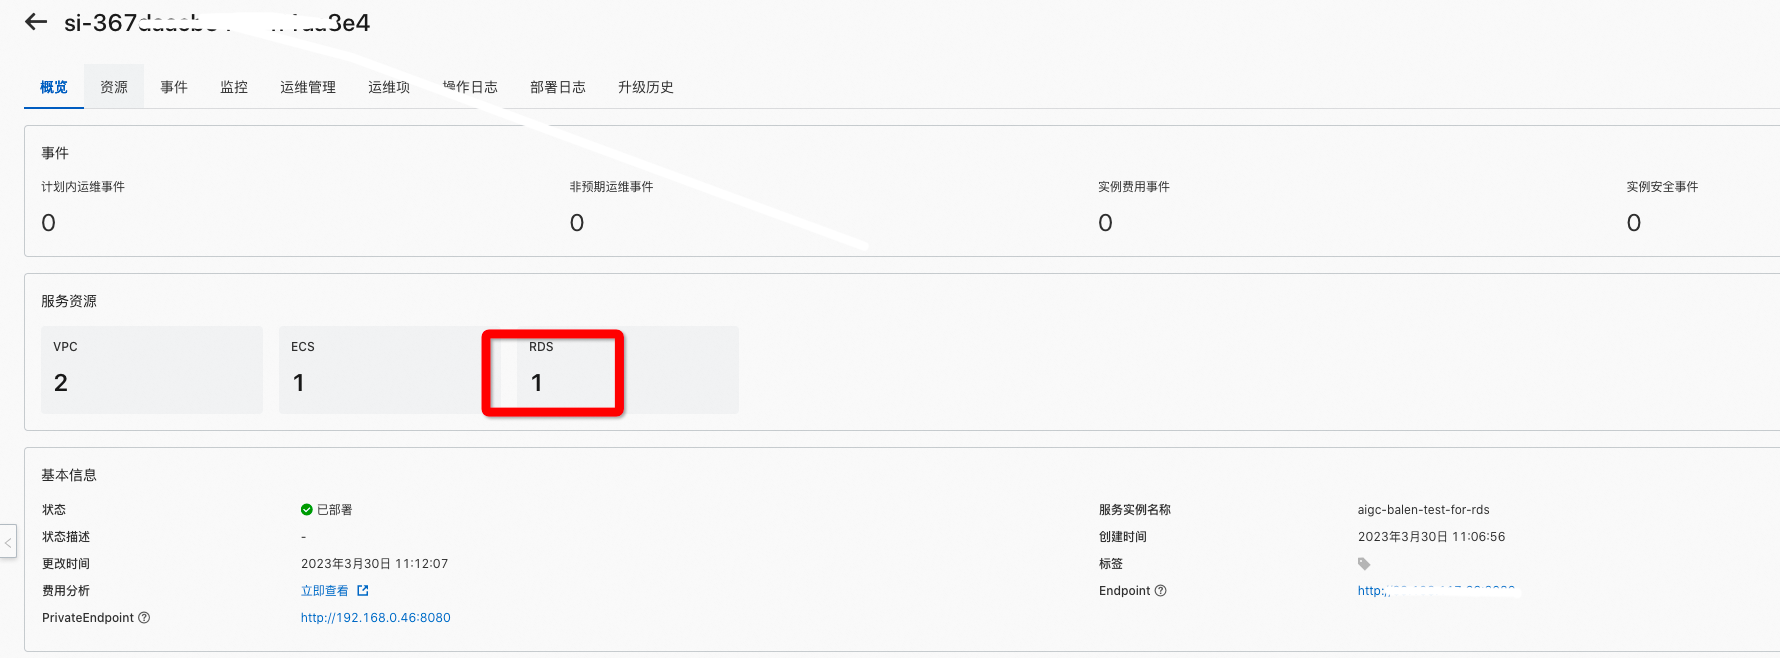 概览 资源 事件 监控 运维管理 运维项 操作日志 部署日志 升级历史
事件
计划内运维事件 非预期运维事件 实例费用事件 实例安全事件
0 0 0 0
服务资源
VPC ECS RDS
2 1 1
基本信息
状态 已部署 服务实例名称 aigc-balen-test-for-rds
状态描述 - 创建时间 2023年3月30日 11:06:56
更改时间 2023年3月30日 11:12:07 标签
费用分析 立即查看 Endpoint ? http:/
PrivateEndpoint ? http://192.168.0.46:8080